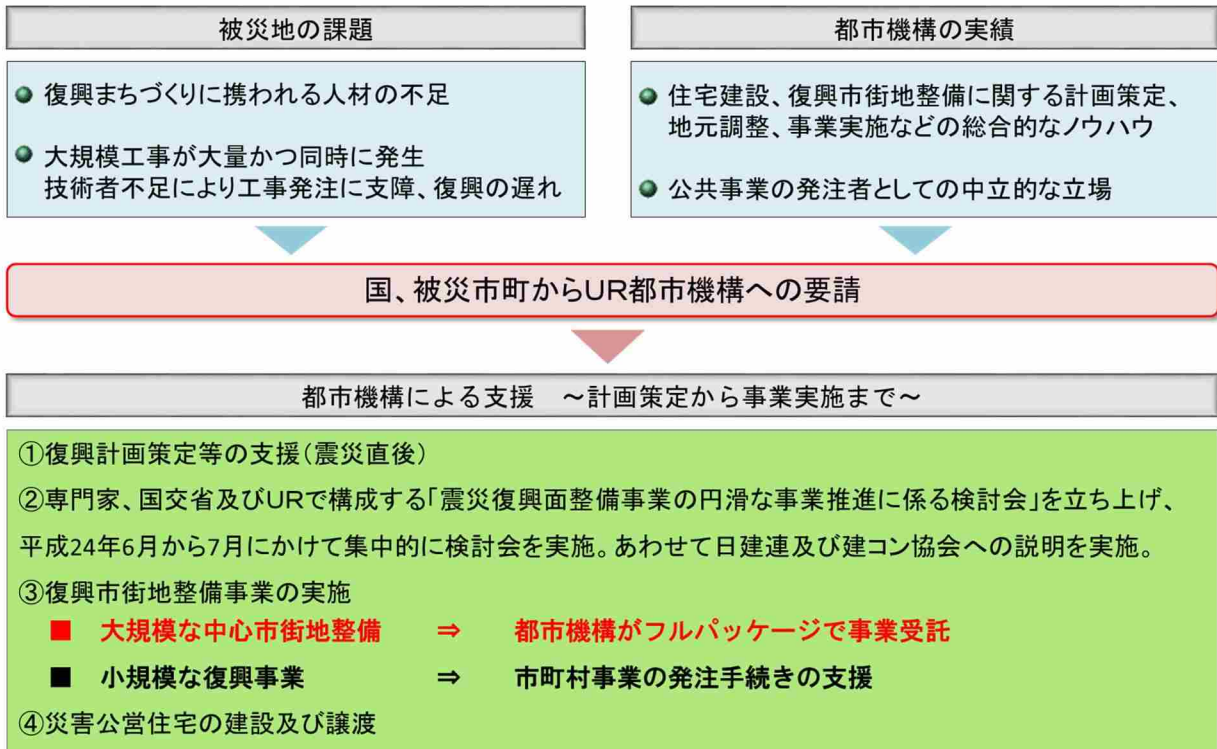 被災地の課題
● 復興まちづくりに携われる人材の不足
● 大規模工事が大量かつ同時に発生
技術者不足により工事発注に支障、復興の遅れ
都市機構の実績
● 住宅建設、復興市街地整備に関する計画策定、
地元調整、事業実施などの総合的なノウハウ
● 公共事業の発注者としての中立的な立場
国、被災市町からUR都市機構への要請
都市機構による支援　～計画策定から事業実施まで～
①復興計画策定等の支援(震災直後)
②専門家、国交省及びURで構成する「震災復興面整備事業の円滑な事業推進に係る検討会」を立ち上げ、
平成24年6月から7月にかけて集中的に検討会を実施。あわせて日建連及び建コン協会への説明を実施。
③復興市街地整備事業の実施
■ 大規模な中心市街地整備 ⇒ 都市機構がフルパッケージで事業受託
■ 小規模な復興事業 ⇒ 市町村事業の発注手続きの支援
④災害公営住宅の建設及び譲渡